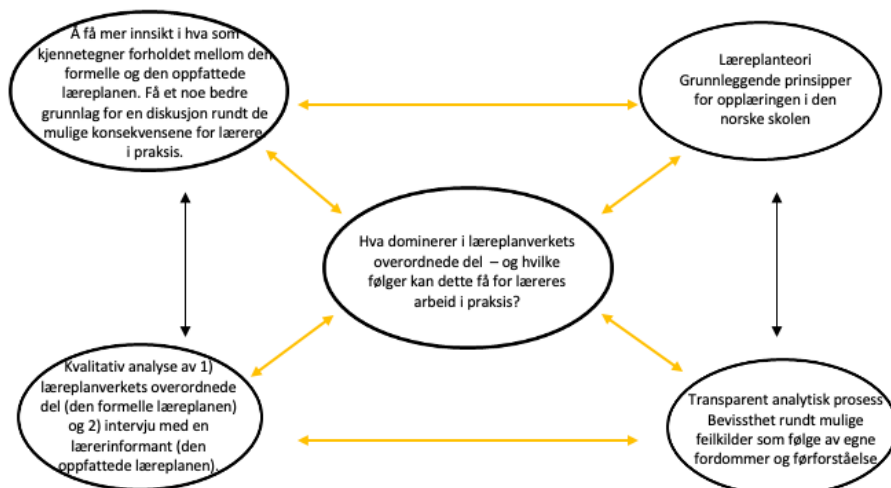 Å få mer innsikt i hva som
kjennetegner forholdet mellom den
formelle og den oppfattede
læreplanen. Få et noe bedre
grunnlag for en diskusjon rundt de
mulige konsekvensene for lærere
i praksis.
Læreplanteori
Grunnleggende prinsipper
for opplæringen i den
norske skolen
Hva dominerer i læreplanverkets
overordnede del – og hvilke
følger kan dette få for læreres
arbeid i praksis?
Kvalitativ analyse av 1)
læreplanverkets overordnede
del (den formelle læreplanen)
og 2) intervju med en
lærerinformant (den
oppfattede læreplanen).
Transparent analytisk prosess
Bevissthet rundt mulige
feilkilder som følge av egne
fordommer og førforståelse.